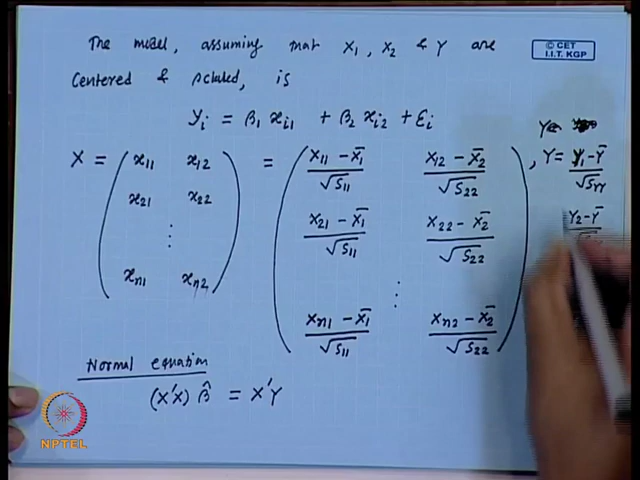 The model, assuming that X1, X2 & Y are
© CET
I.I.T. KGP
Centered & scaled, is
yi = β1 xi1 + β2 xi2 + εi
X = ( x11 x12 ) = ( (X11 − X̄1)/√S11 (X12 − X̄2)/√S22 ), Y = (Y1 − Ȳ)/√SYY
x21 x22 (X21 − X̄1)/√S11 (X22 − X̄2)/√S22 Y2 − Ȳ
⋮ ⋮
xn1 xn2 (Xn1 − X̄1)/√S11 (Xn2 − X̄2)/√S22
Normal equation
(X'X) β̂ = X'Y
NPTEL